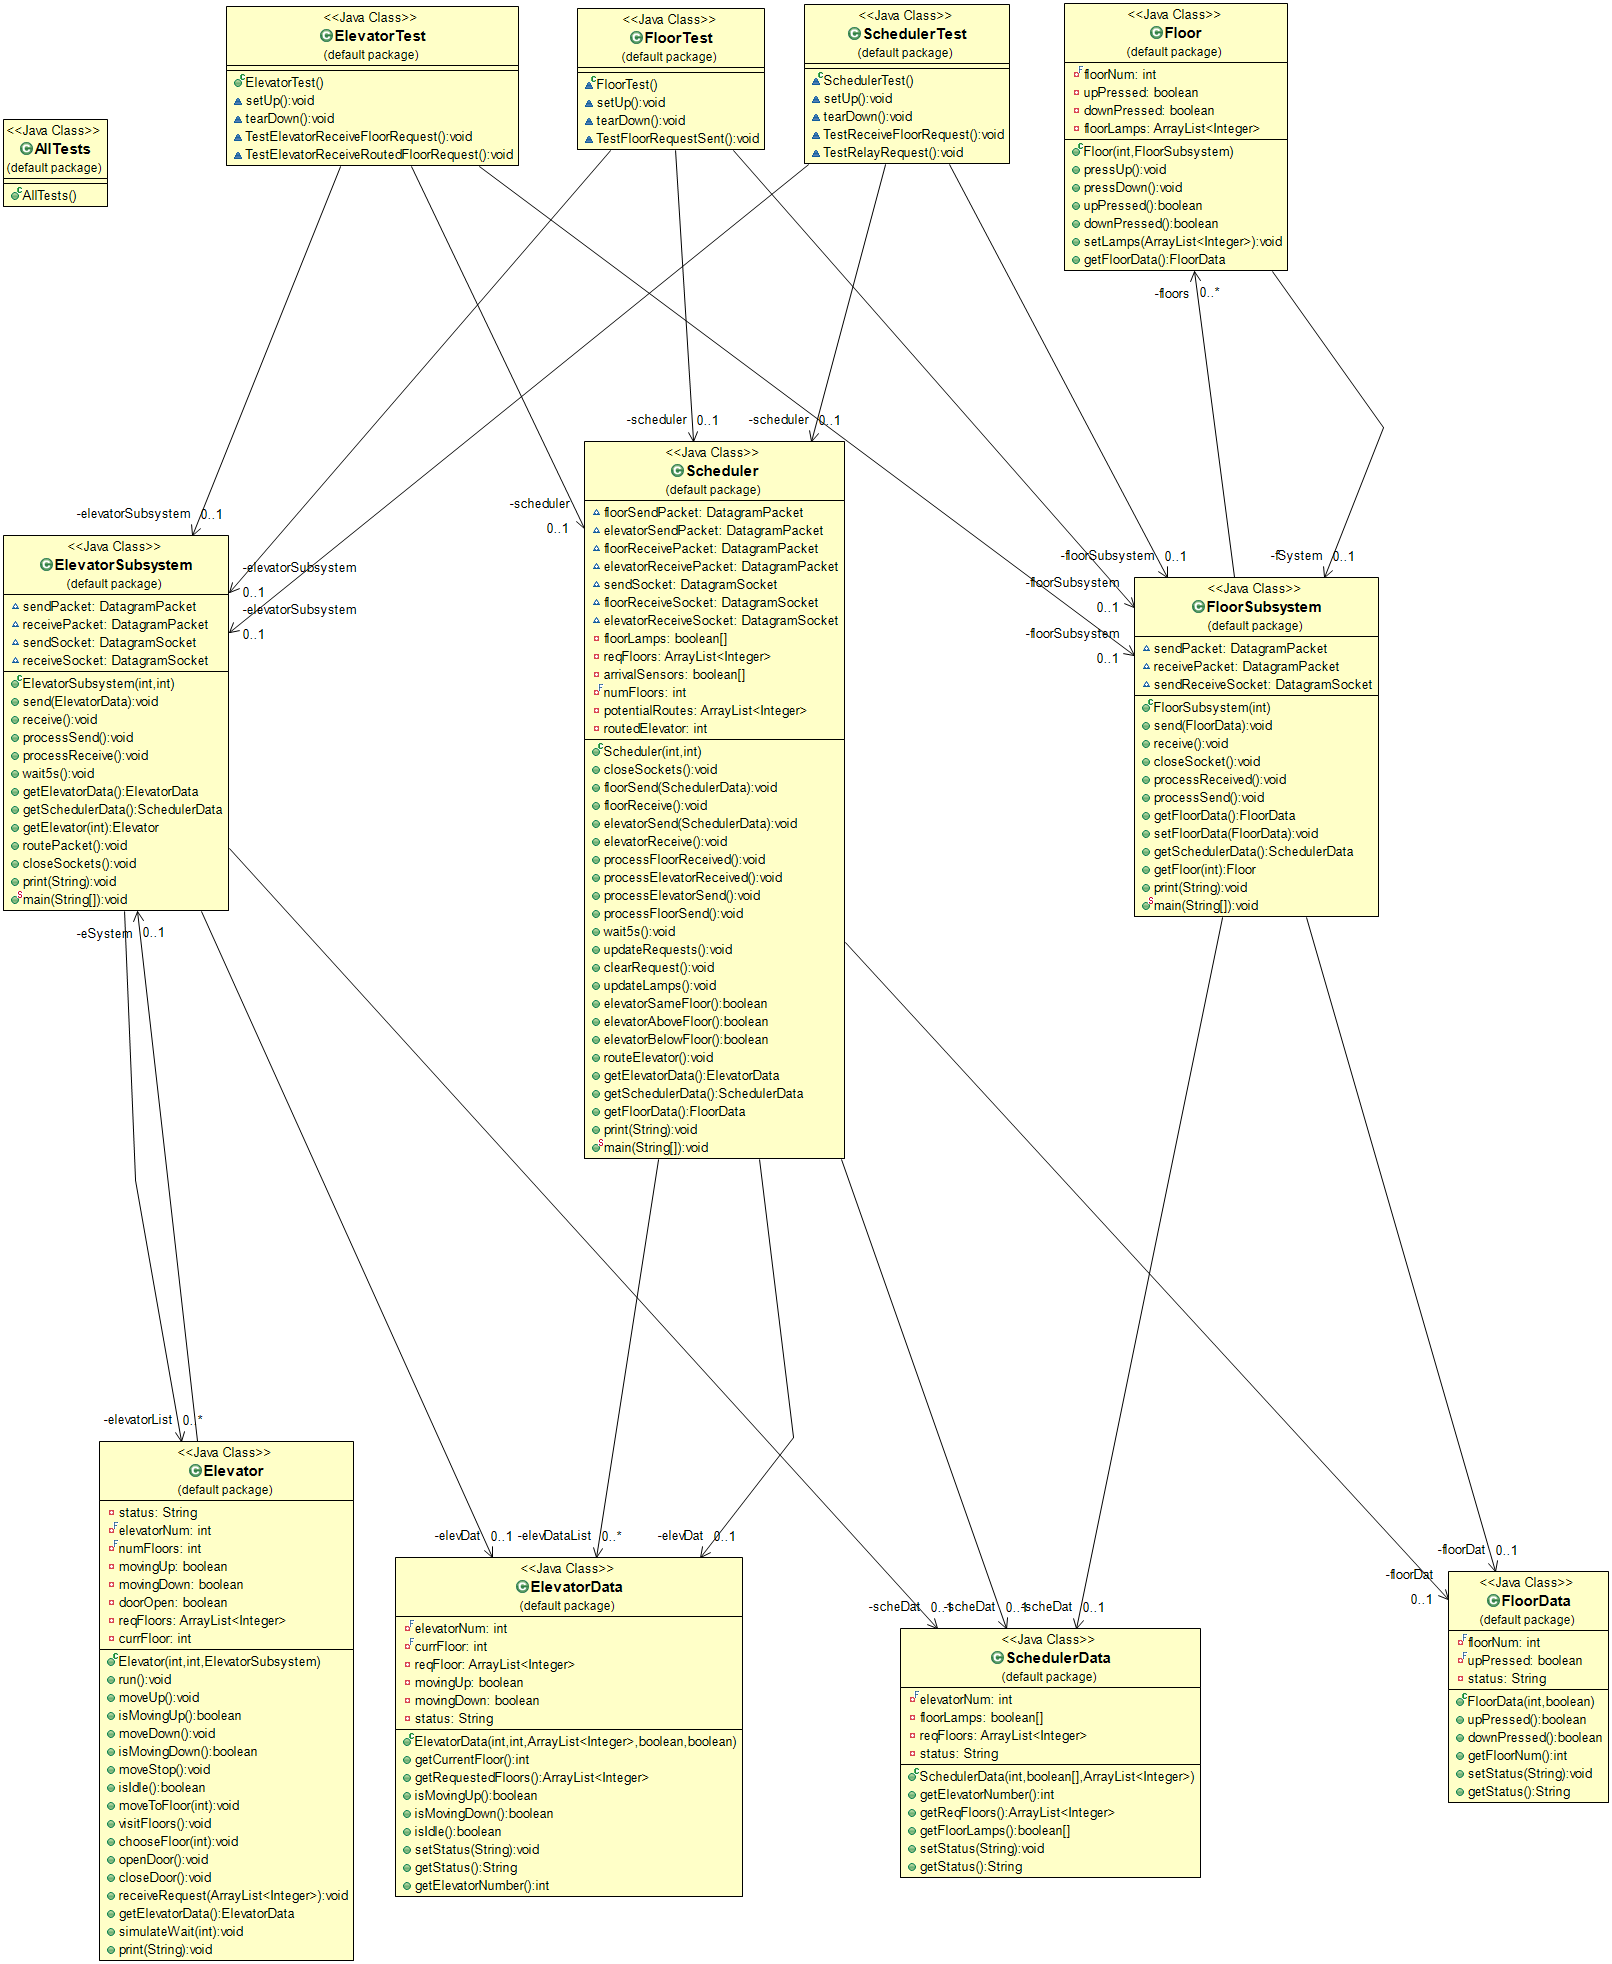 <<Java Class>>
AllTests
(default package)
AllTests()
<<Java Class>>
ElevatorTest
(default package)
ElevatorTest()
setUp():void
tearDown():void
TestElevatorReceiveFloorRequest():void
TestElevatorReceiveRoutedFloorRequest():void
<<Java Class>>
FloorTest
(default package)
FloorTest()
setUp():void
tearDown():void
TestFloorRequestSent():void
<<Java Class>>
SchedulerTest
(default package)
SchedulerTest()
setUp():void
tearDown():void
TestReceiveFloorRequest():void
TestRelayRequest():void
<<Java Class>>
Floor
(default package)
floorNum: int
upPressed: boolean
downPressed: boolean
floorLamps: ArrayList<Integer>
Floor(int,FloorSubsystem)
pressUp():void
pressDown():void
upPressed():boolean
downPressed():boolean
setLamps(ArrayList<Integer>):void
getFloorData():FloorData
-floors 0..*
-scheduler 0..1
-scheduler 0..1
-scheduler
0..1
-elevatorSubsystem 0..1
-elevatorSubsystem
0..1
-elevatorSubsystem
0..1
-floorSubsystem 0..1
-floorSubsystem
0..1
-floorSubsystem
0..1
-fSystem 0..1
<<Java Class>>
ElevatorSubsystem
(default package)
sendPacket: DatagramPacket
receivePacket: DatagramPacket
sendSocket: DatagramSocket
receiveSocket: DatagramSocket
ElevatorSubsystem(int,int)
send(ElevatorData):void
receive():void
processSend():void
processReceive():void
wait5s():void
getElevatorData():ElevatorData
getSchedulerData():SchedulerData
getElevator(int):Elevator
routePacket():void
closeSockets():void
print(String):void
main(String[]):void
-eSystem 0..1
<<Java Class>>
Scheduler
(default package)
floorSendPacket: DatagramPacket
elevatorSendPacket: DatagramPacket
floorReceivePacket: DatagramPacket
elevatorReceivePacket: DatagramPacket
sendSocket: DatagramSocket
floorReceiveSocket: DatagramSocket
elevatorReceiveSocket: DatagramSocket
floorLamps: boolean[]
reqFloors: ArrayList<Integer>
arrivalSensors: boolean[]
numFloors: int
potentialRoutes: ArrayList<Integer>
routedElevator: int
Scheduler(int,int)
closeSockets():void
floorSend(SchedulerData):void
floorReceive():void
elevatorSend(SchedulerData):void
elevatorReceive():void
processFloorReceived():void
processElevatorReceived():void
processElevatorSend():void
processFloorSend():void
wait5s():void
updateRequests():void
clearRequest():void
updateLamps():void
elevatorSameFloor():boolean
elevatorAboveFloor():boolean
elevatorBelowFloor():boolean
routeElevator():void
getElevatorData():ElevatorData
getSchedulerData():SchedulerData
getFloorData():FloorData
print(String):void
main(String[]):void
<<Java Class>>
FloorSubsystem
(default package)
sendPacket: DatagramPacket
receivePacket: DatagramPacket
sendReceiveSocket: DatagramSocket
FloorSubsystem(int)
send(FloorData):void
receive():void
closeSocket():void
processReceived():void
processSend():void
getFloorData():FloorData
setFloorData(FloorData):void
getSchedulerData():SchedulerData
getFloor(int):Floor
print(String):void
main(String[]):void
-elevatorList 0..*
<<Java Class>>
Elevator
(default package)
status: String
elevatorNum: int
numFloors: int
movingUp: boolean
movingDown: boolean
doorOpen: boolean
reqFloors: ArrayList<Integer>
currFloor: int
Elevator(int,int,ElevatorSubsystem)
run():void
moveUp():void
isMovingUp():boolean
moveDown():void
isMovingDown():boolean
moveStop():void
isIdle():boolean
moveToFloor(int):void
visitFloors():void
chooseFloor(int):void
openDoor():void
closeDoor():void
receiveRequest(ArrayList<Integer>):void
getElevatorData():ElevatorData
simulateWait(int):void
print(String):void
-elevDat 0..1
-elevDataList 0..*
-elevDat 0..1
<<Java Class>>
ElevatorData
(default package)
elevatorNum: int
currFloor: int
reqFloor: ArrayList<Integer>
movingUp: boolean
movingDown: boolean
status: String
ElevatorData(int,int,ArrayList<Integer>,boolean,boolean)
getCurrentFloor():int
getRequestedFloors():ArrayList<Integer>
isMovingUp():boolean
isMovingDown():boolean
isIdle():boolean
setStatus(String):void
getStatus():String
getElevatorNumber():int
-scheDat 0..1
-scheDat 0..1
-scheDat 0..1
<<Java Class>>
SchedulerData
(default package)
elevatorNum: int
floorLamps: boolean[]
reqFloors: ArrayList<Integer>
status: String
SchedulerData(int,boolean[],ArrayList<Integer>)
getElevatorNumber():int
getReqFloors():ArrayList<Integer>
getFloorLamps():boolean[]
setStatus(String):void
getStatus():String
-floorDat 0..1
-floorDat
0..1
<<Java Class>>
FloorData
(default package)
floorNum: int
upPressed: boolean
status: String
FloorData(int,boolean)
upPressed():boolean
downPressed():boolean
getFloorNum():int
setStatus(String):void
getStatus():String